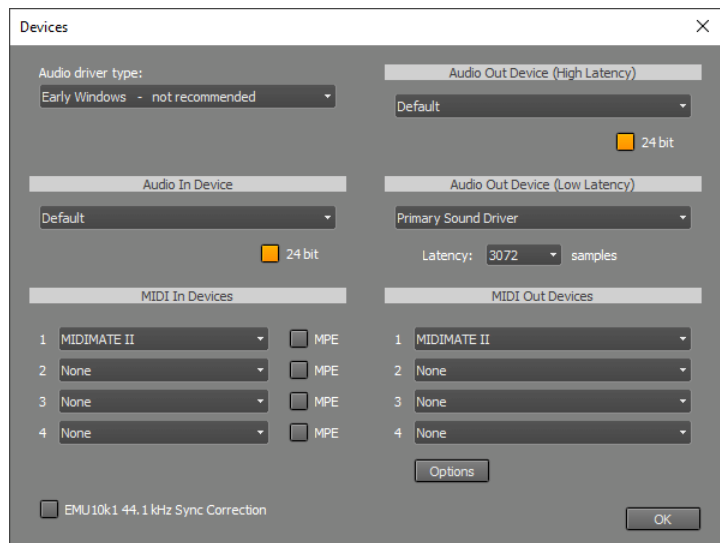 Devices
Audio driver type:
Early Windows - not recommended
Audio Out Device (High Latency)
Default
24 bit
Audio In Device
Default
24 bit
Audio Out Device (Low Latency)
Primary Sound Driver
Latency: 3072 samples
MIDI In Devices
1 MIDIMATE II MPE
2 None MPE
3 None MPE
4 None MPE
MIDI Out Devices
1 MIDIMATE II
2 None
3 None
4 None
Options
EMU10k1 44.1 kHz Sync Correction
OK